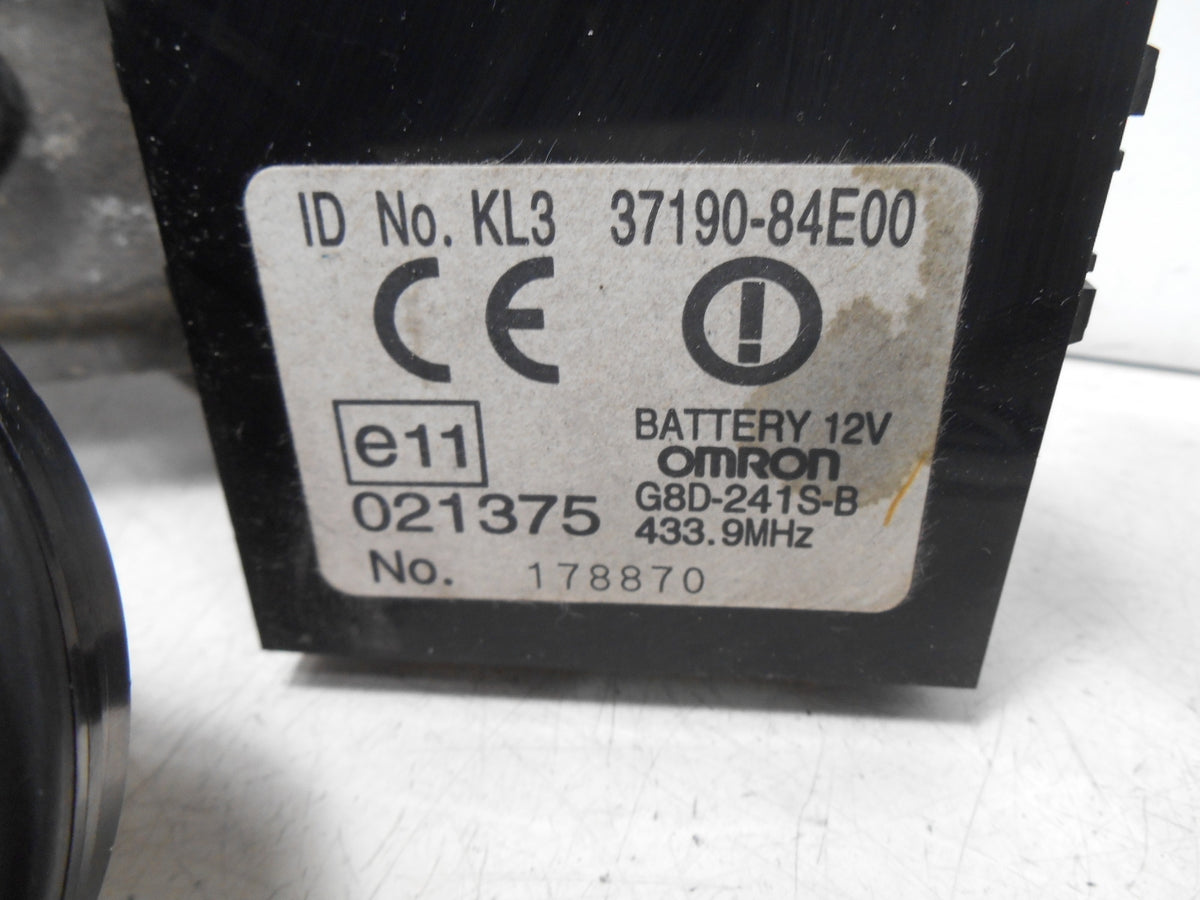 ID No. KL3 37190-84E00
CE
e11
021375
BATTERY 12V
OMRON
G8D-241S-B
433.9MHz
No. 178870